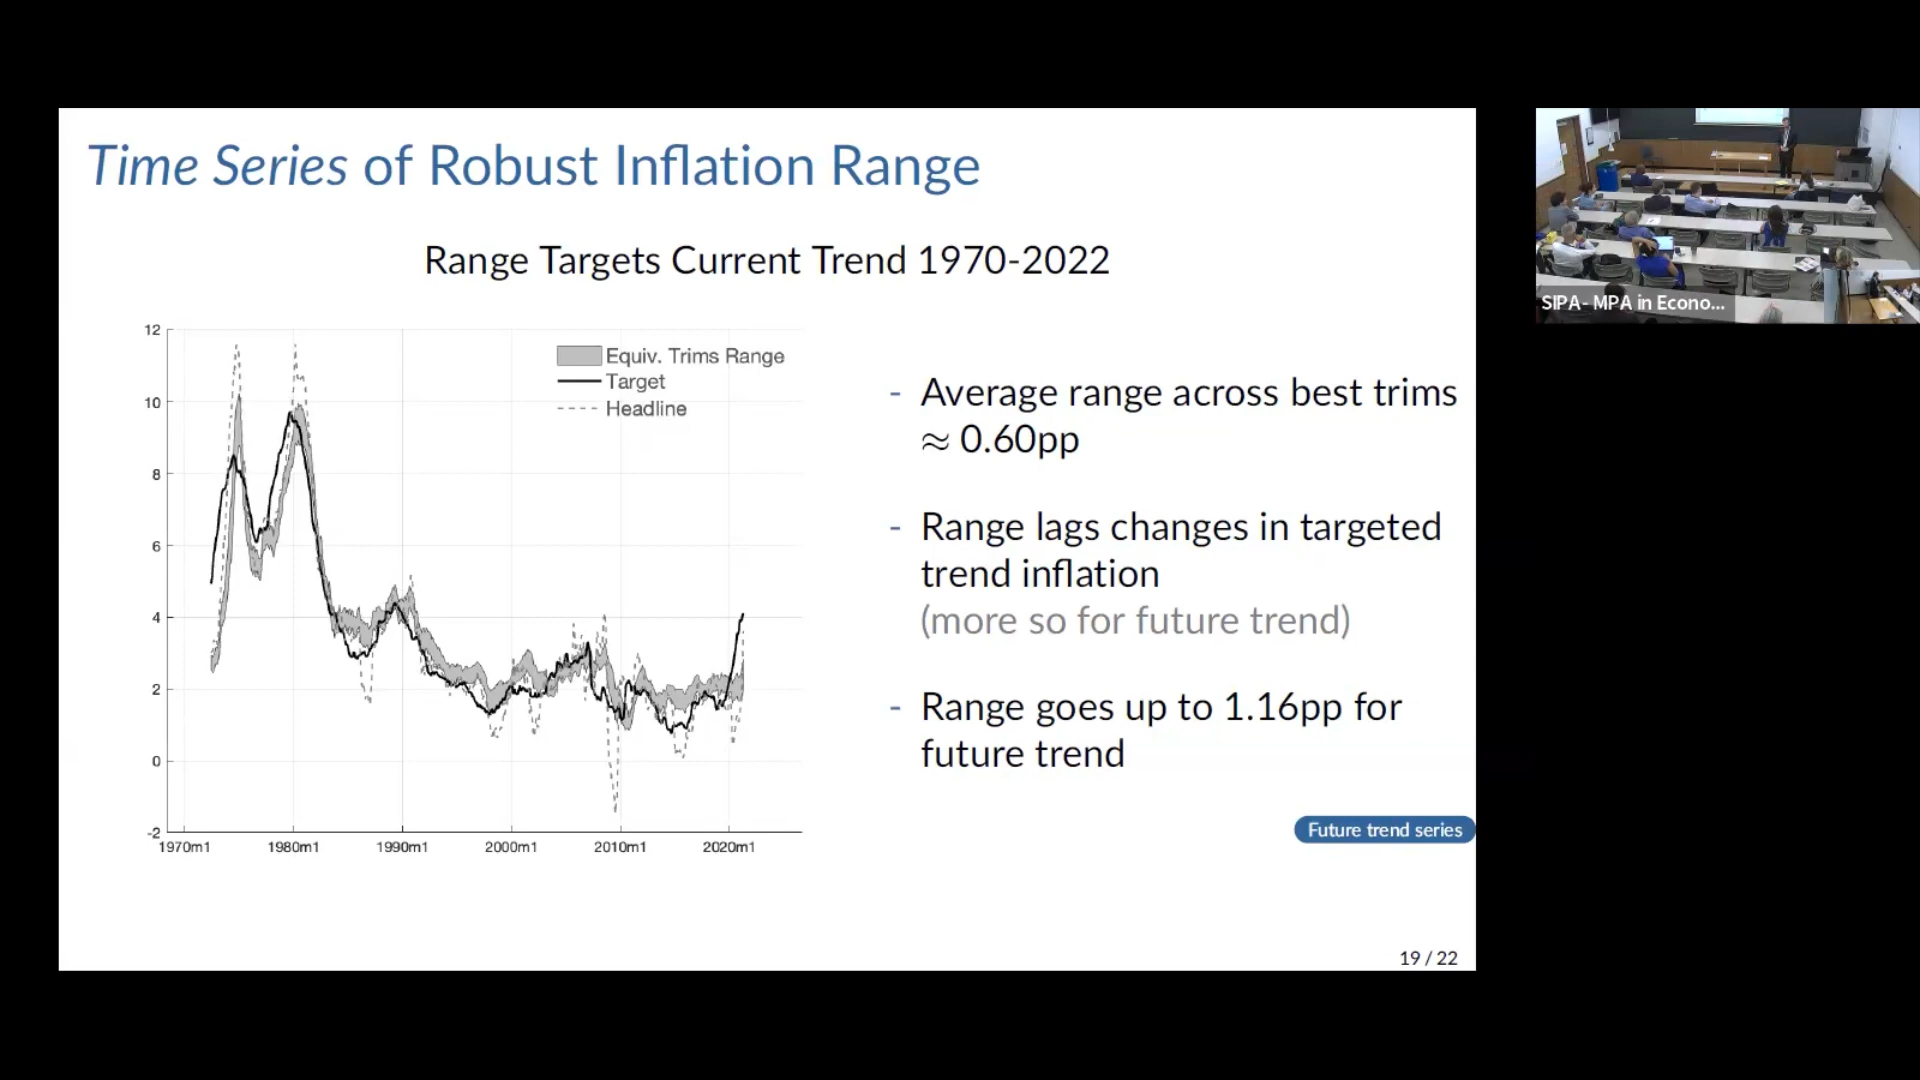 Time Series of Robust Inflation Range
Range Targets Current Trend 1970-2022
12
10
8
6
4
2
0
-2
1970m1
1980m1
1990m1
2000m1
2010m1
2020m1
Equiv. Trims Range
Target
Headline
- Average range across best trims
≈ 0.60pp
- Range lags changes in targeted
trend inflation
(more so for future trend)
- Range goes up to 1.16pp for
future trend
Future trend series
19 / 22
SIPA- MPA in Econo...